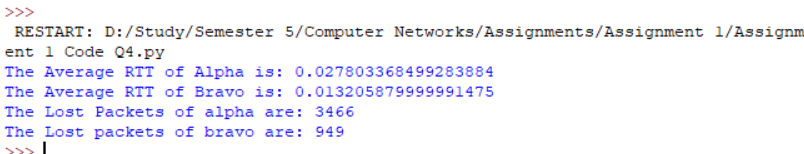 >>>
 RESTART: D:/Study/Semester 5/Computer Networks/Assignments/Assignment 1/Assignm
ent 1 Code Q4.py
The Average RTT of Alpha is: 0.027803368499283884
The Average RTT of Bravo is: 0.013205879999991475
The Lost Packets of alpha are: 3466
The Lost packets of bravo are: 949
>>>